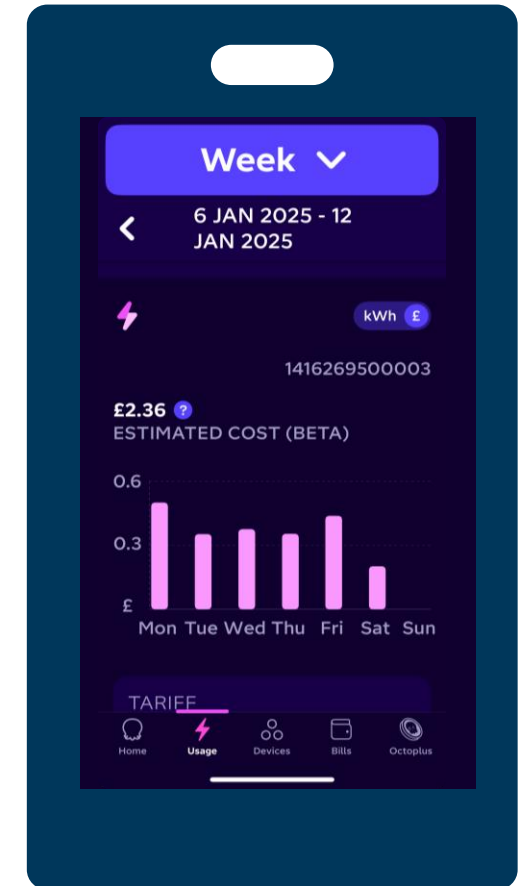 Week
6 JAN 2025 - 12
JAN 2025
kWh £
1416269500003
£2.36 ?
ESTIMATED COST (BETA)
0.6
0.3
£
Mon Tue Wed Thu Fri Sat Sun
TARIFF
Home Usage Devices Bills Octoplus